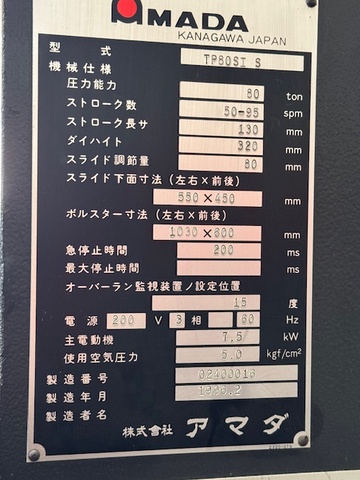 AMADA
KANAGAWA JAPAN
型式 TP60SI S
機械仕様
圧力能力 60 ton
ストローク数 50-95 spm
ストローク長サ 130 mm
ダイハイト 320 mm
スライド調節量 80 mm
スライド下面寸法(左右×前後)
550×450 mm
ボルスター寸法(左右×前後)
1030×600 mm
急停止時間 200 ms
最大停止時間 ms
オーバーラン監視装置ノ設定位置
15 度
電源 200 V 3 相 60 Hz
主電動機 7.5 kW
使用空気圧力 5.0 kgf/cm²
製造番号 02400016
製造年月
製造者名
株式会社 アマダ